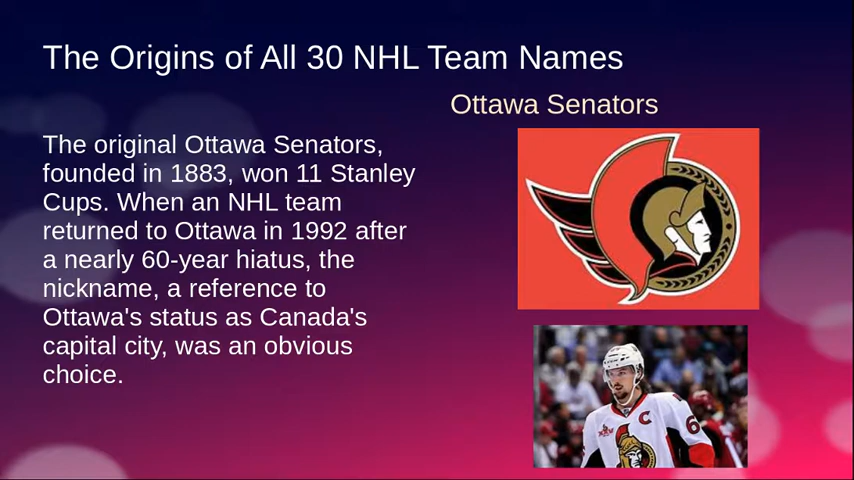 The Origins of All 30 NHL Team Names
Ottawa Senators
The original Ottawa Senators,
founded in 1883, won 11 Stanley
Cups. When an NHL team
returned to Ottawa in 1992 after
a nearly 60-year hiatus, the
nickname, a reference to
Ottawa's status as Canada's
capital city, was an obvious
choice.
C
6